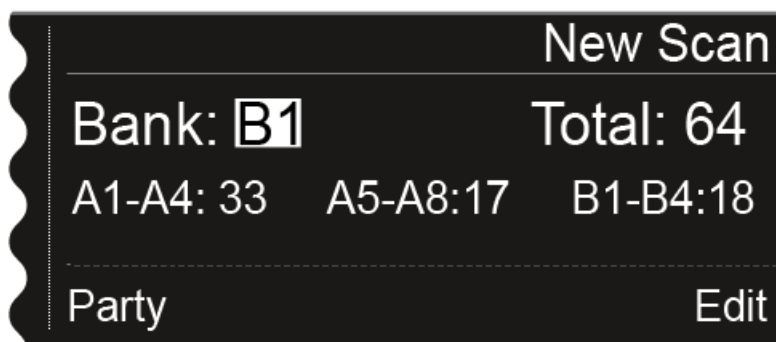 New Scan
Bank: B1 Total: 64
A1-A4: 33 A5-A8:17 B1-B4:18
Party Edit